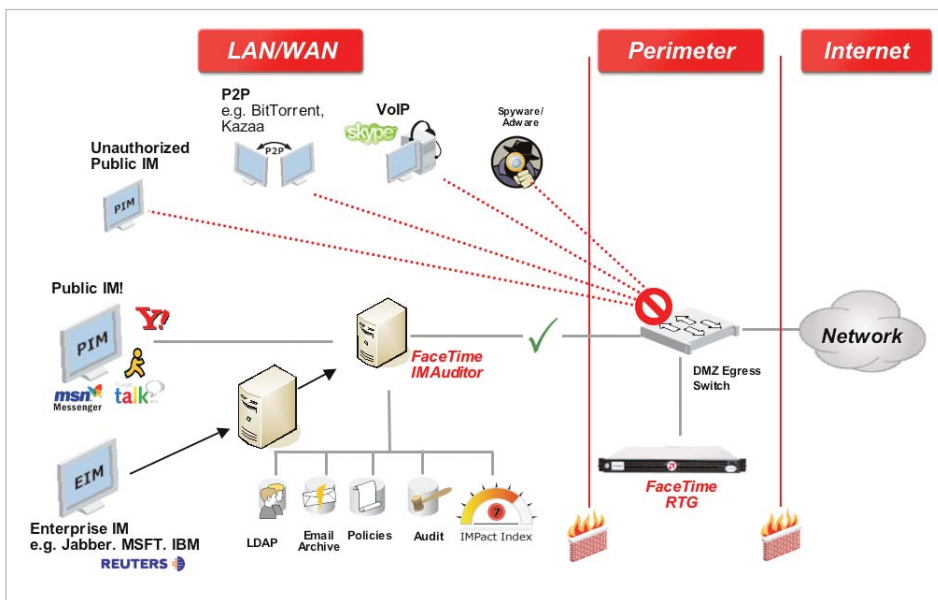 LAN/WAN
Perimeter
Internet
P2P
e.g. BitTorrent,
Kazaa
VoIP
Spyware/
Adware
skype
P2P
Unauthorized
Public IM
PIM
Public IM!
PIM
Y!
msn
Messenger
Google
talk
FaceTime
IMAuditor
Network
DMZ Egress
Switch
EIM
Enterprise IM
e.g. Jabber. MSFT. IBM
REUTERS
LDAP
Email
Archive
Policies
Audit
7
IMPact Index
FaceTime
RTG